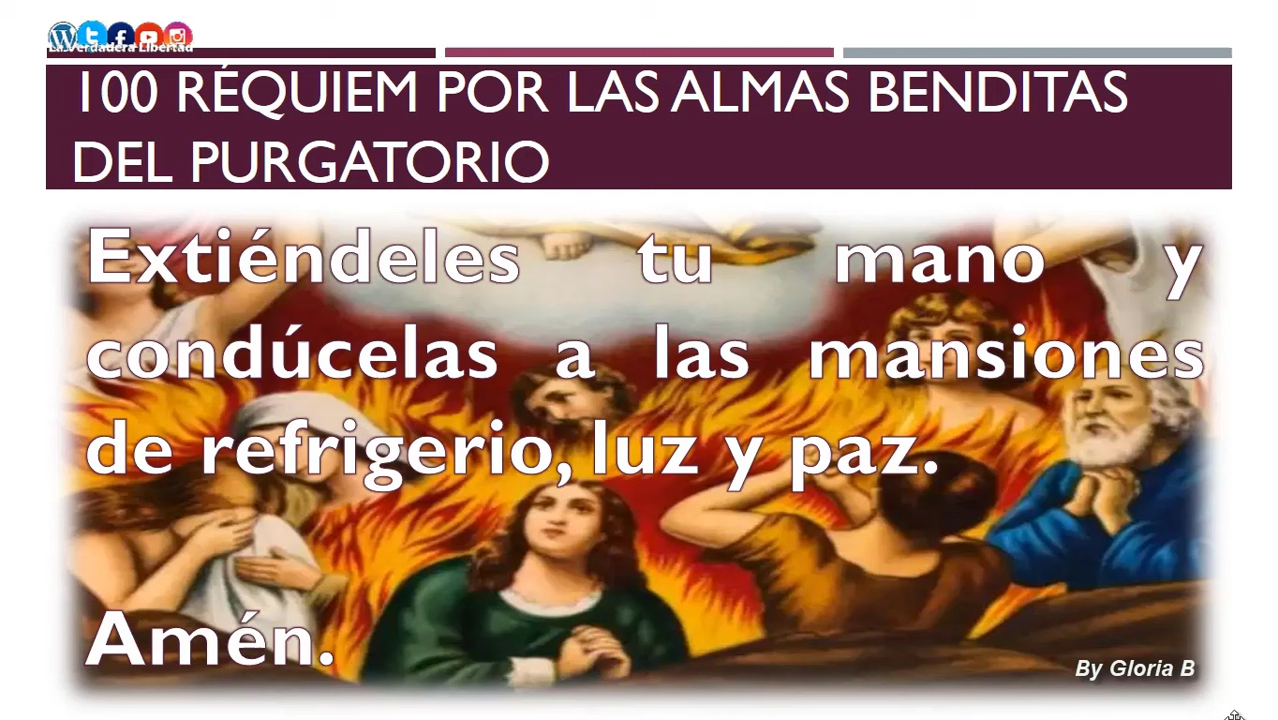 La Verdadera Libertad
100 RÉQUIEM POR LAS ALMAS BENDITAS
DEL PURGATORIO
Extiéndeles tu mano y
condúcelas a las mansiones
de refrigerio, luz y paz.
Amén.
By Gloria B